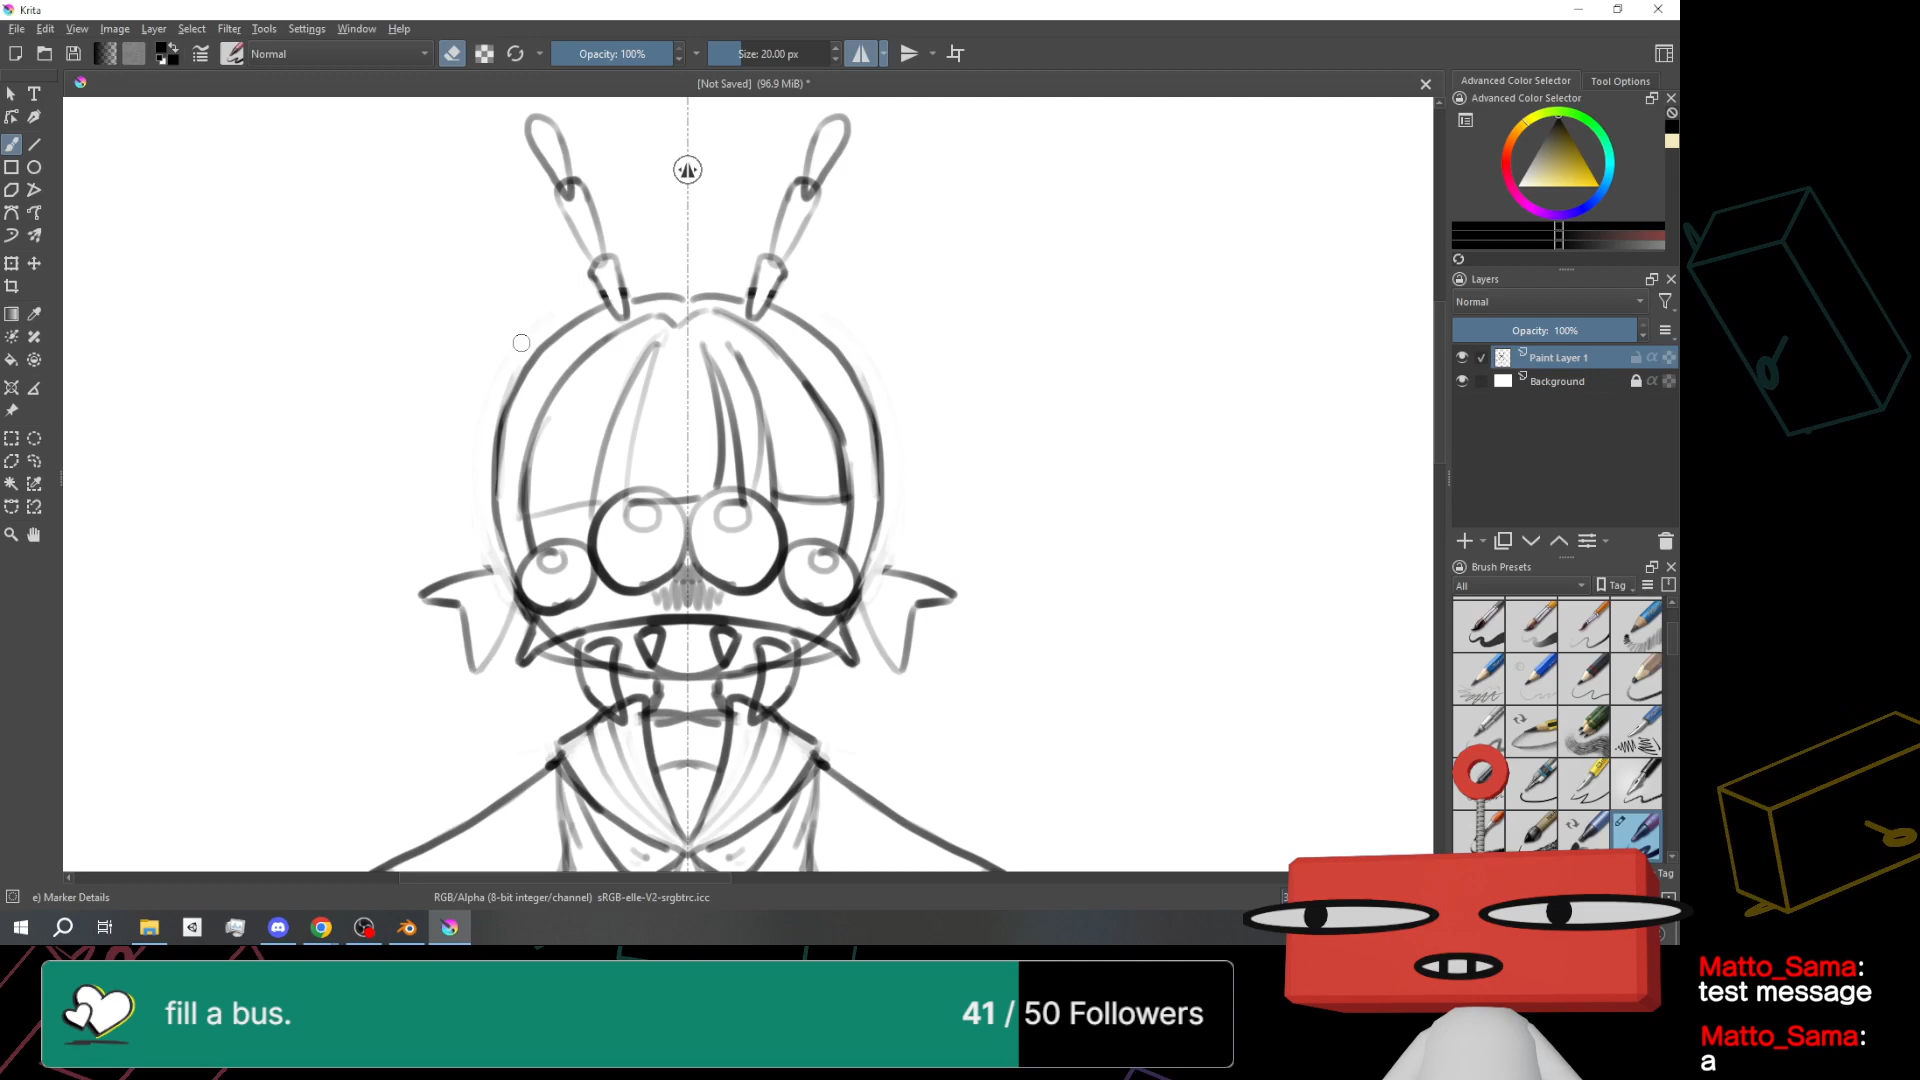 Krita
File Edit View Image Layer Select Filter Tools Settings Window Help
Normal
Opacity: 100%
Size: 20.00 px
[Not Saved] (96.9 MiB) *
Advanced Color Selector
Tool Options
Advanced Color Selector
Layers
Normal
Opacity: 100%
Paint Layer 1
Background
Brush Presets
All
Tag
Tag
e) Marker Details
RGB/Alpha (8-bit integer/channel) sRGB-elle-V2-srgbtrc.icc
fill a bus.
41 / 50 Followers
Matto_Sama:
test message
Matto_Sama:
a